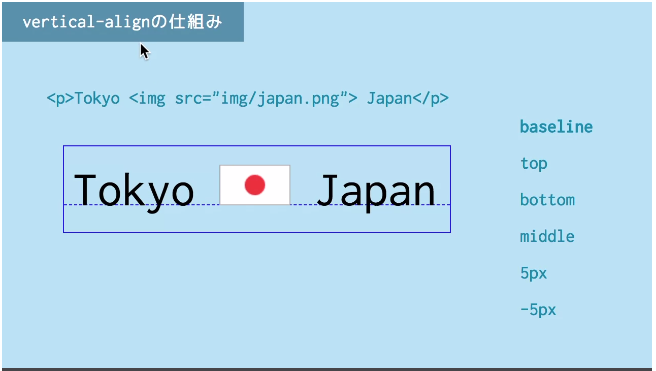 vertical-alignの仕組み
<p>Tokyo <img src="img/japan.png"> Japan</p>
baseline
top
bottom
middle
5px
-5px
Tokyo Japan